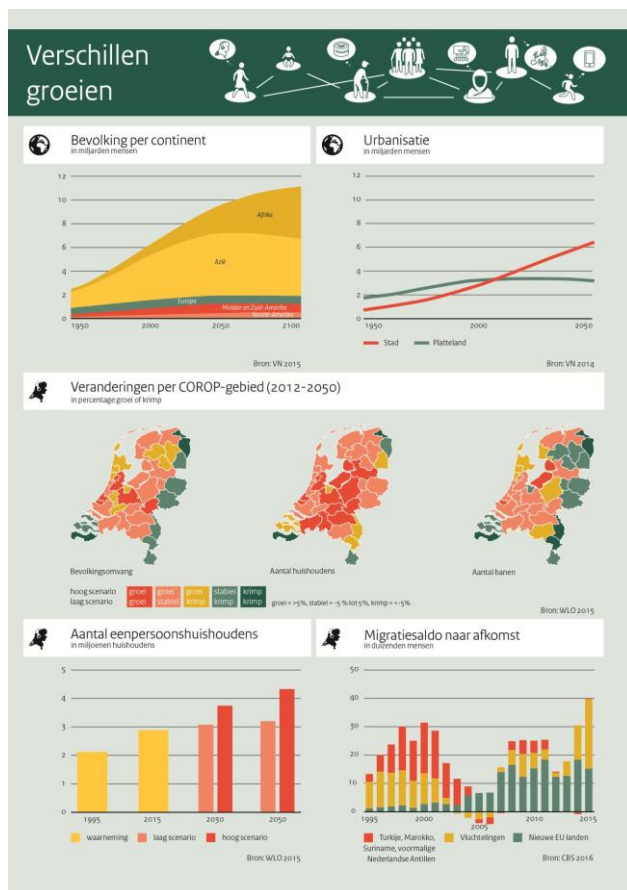 Verschillen
groeien
Bevolking per continent
in miljarden mensen
12
10
8
6
4
2
0
Afrika
Azië
Europa
Midden en Zuid-Amerika
Noord-Amerika
1950
2000
2050
2100
Bron: VN 2015
Urbanisatie
in miljarden mensen
12
10
8
6
4
2
0
1950
2000
2050
Stad
Platteland
Bron: VN 2014
Veranderingen per COROP-gebied (2012-2050)
in percentage groei of krimp
Bevolkingsomvang
Aantal huishoudens
Aantal banen
hoog scenario groei groei groei stabiel krimp
laag scenario groei stabiel krimp krimp krimp groei = >5%, stabiel = -5 % tot 5%, krimp = <-5%
Bron: WLO 2015
Aantal eenpersoonshuishoudens
in miljoenen huishoudens
5
4
3
2
1
0
1995
2015
2030
2050
waarneming
laag scenario
hoog scenario
Bron: WLO 2015
Migratiesaldo naar afkomst
in duizenden mensen
50
40
30
20
10
0
1995
2000
2005
2010
2015
Turkije, Marokko,
Suriname, voormalige
Nederlandse Antillen
Vluchtelingen
Nieuwe EU landen
Bron: CBS 2016